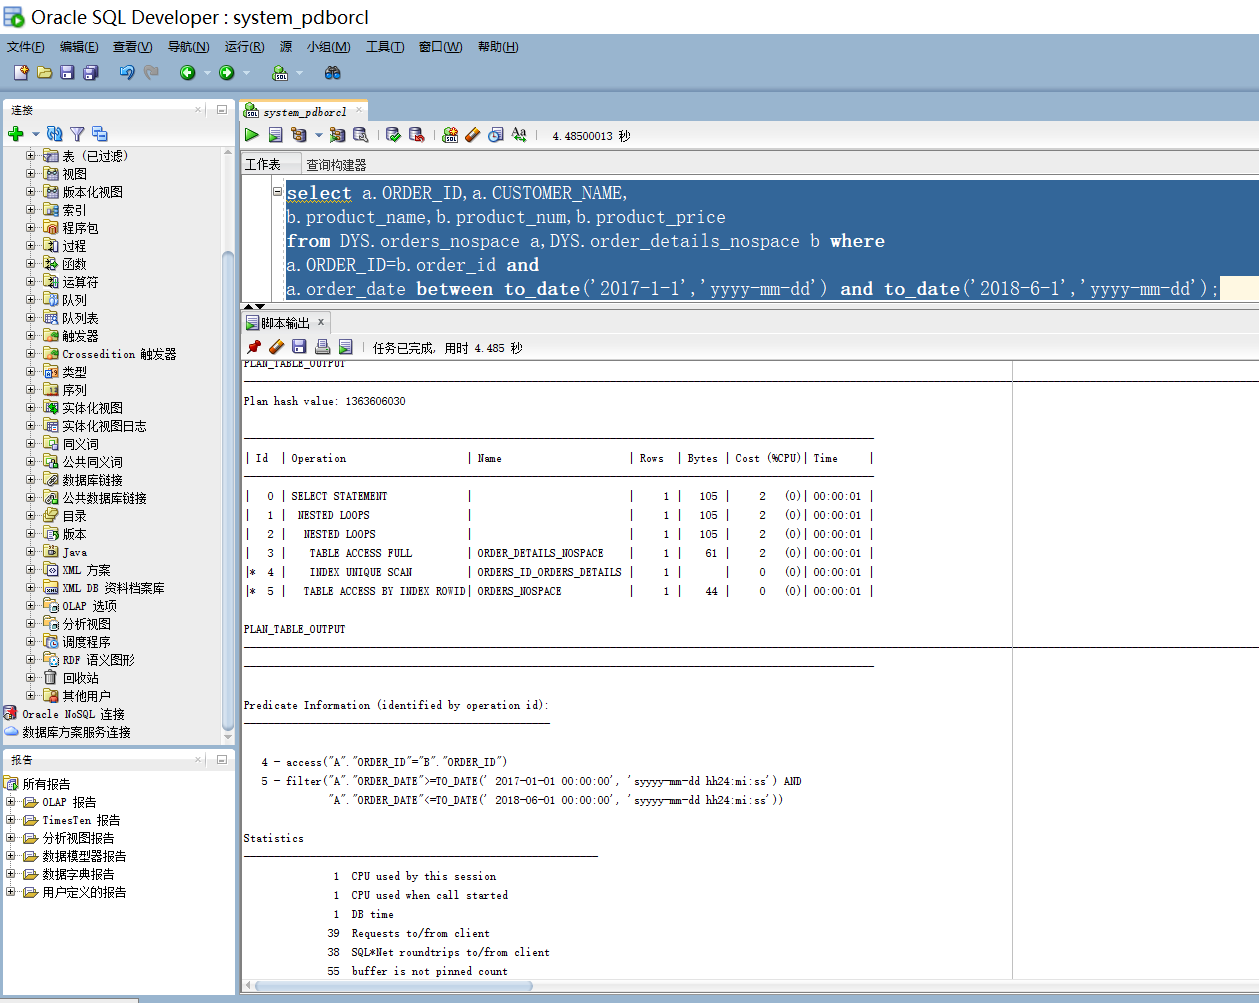 Oracle SQL Developer : system_pdborcl
文件(F) 编辑(E) 查看(V) 导航(N) 运行(R) 源 小组(M) 工具(T) 窗口(W) 帮助(H)
连接
表 (已过滤)
视图
版本化视图
索引
程序包
过程
函数
运算符
队列
队列表
触发器
Crossedition 触发器
类型
序列
实体化视图
实体化视图日志
同义词
公共同义词
数据库链接
公共数据库链接
目录
版本
Java
XML 方案
XML DB 资料档案库
OLAP 选项
分析视图
调度程序
RDF 语义图形
回收站
其他用户
Oracle NoSQL 连接
数据库方案服务连接
报告
所有报告
OLAP 报告
TimesTen 报告
分析视图报告
数据模型器报告
数据字典报告
用户定义的报告
system_pdborcl
4.48500013 秒
工作表 查询构建器
select a.ORDER_ID,a.CUSTOMER_NAME,
b.product_name,b.product_num,b.product_price
from DYS.orders_nospace a,DYS.order_details_nospace b where
a.ORDER_ID=b.order_id and
a.order_date between to_date('2017-1-1','yyyy-mm-dd') and to_date('2018-6-1','yyyy-mm-dd');
脚本输出
任务已完成, 用时 4.485 秒
PLAN_TABLE_OUTPUT
Plan hash value: 1363606030
| Id | Operation | Name | Rows | Bytes | Cost (%CPU)| Time |
| 0 | SELECT STATEMENT | | 1 | 105 | 2 (0)| 00:00:01 |
| 1 | NESTED LOOPS | | 1 | 105 | 2 (0)| 00:00:01 |
| 2 | NESTED LOOPS | | 1 | 105 | 2 (0)| 00:00:01 |
| 3 | TABLE ACCESS FULL | ORDER_DETAILS_NOSPACE | 1 | 61 | 2 (0)| 00:00:01 |
|* 4 | INDEX UNIQUE SCAN | ORDERS_ID_ORDERS_DETAILS | 1 | | 0 (0)| 00:00:01 |
|* 5 | TABLE ACCESS BY INDEX ROWID| ORDERS_NOSPACE | 1 | 44 | 0 (0)| 00:00:01 |
PLAN_TABLE_OUTPUT
Predicate Information (identified by operation id):
4 - access("A"."ORDER_ID"="B"."ORDER_ID")
5 - filter("A"."ORDER_DATE">=TO_DATE(' 2017-01-01 00:00:00', 'syyyy-mm-dd hh24:mi:ss') AND
"A"."ORDER_DATE"<=TO_DATE(' 2018-06-01 00:00:00', 'syyyy-mm-dd hh24:mi:ss'))
Statistics
1 CPU used by this session
1 CPU used when call started
1 DB time
39 Requests to/from client
38 SQL*Net roundtrips to/from client
55 buffer is not pinned count